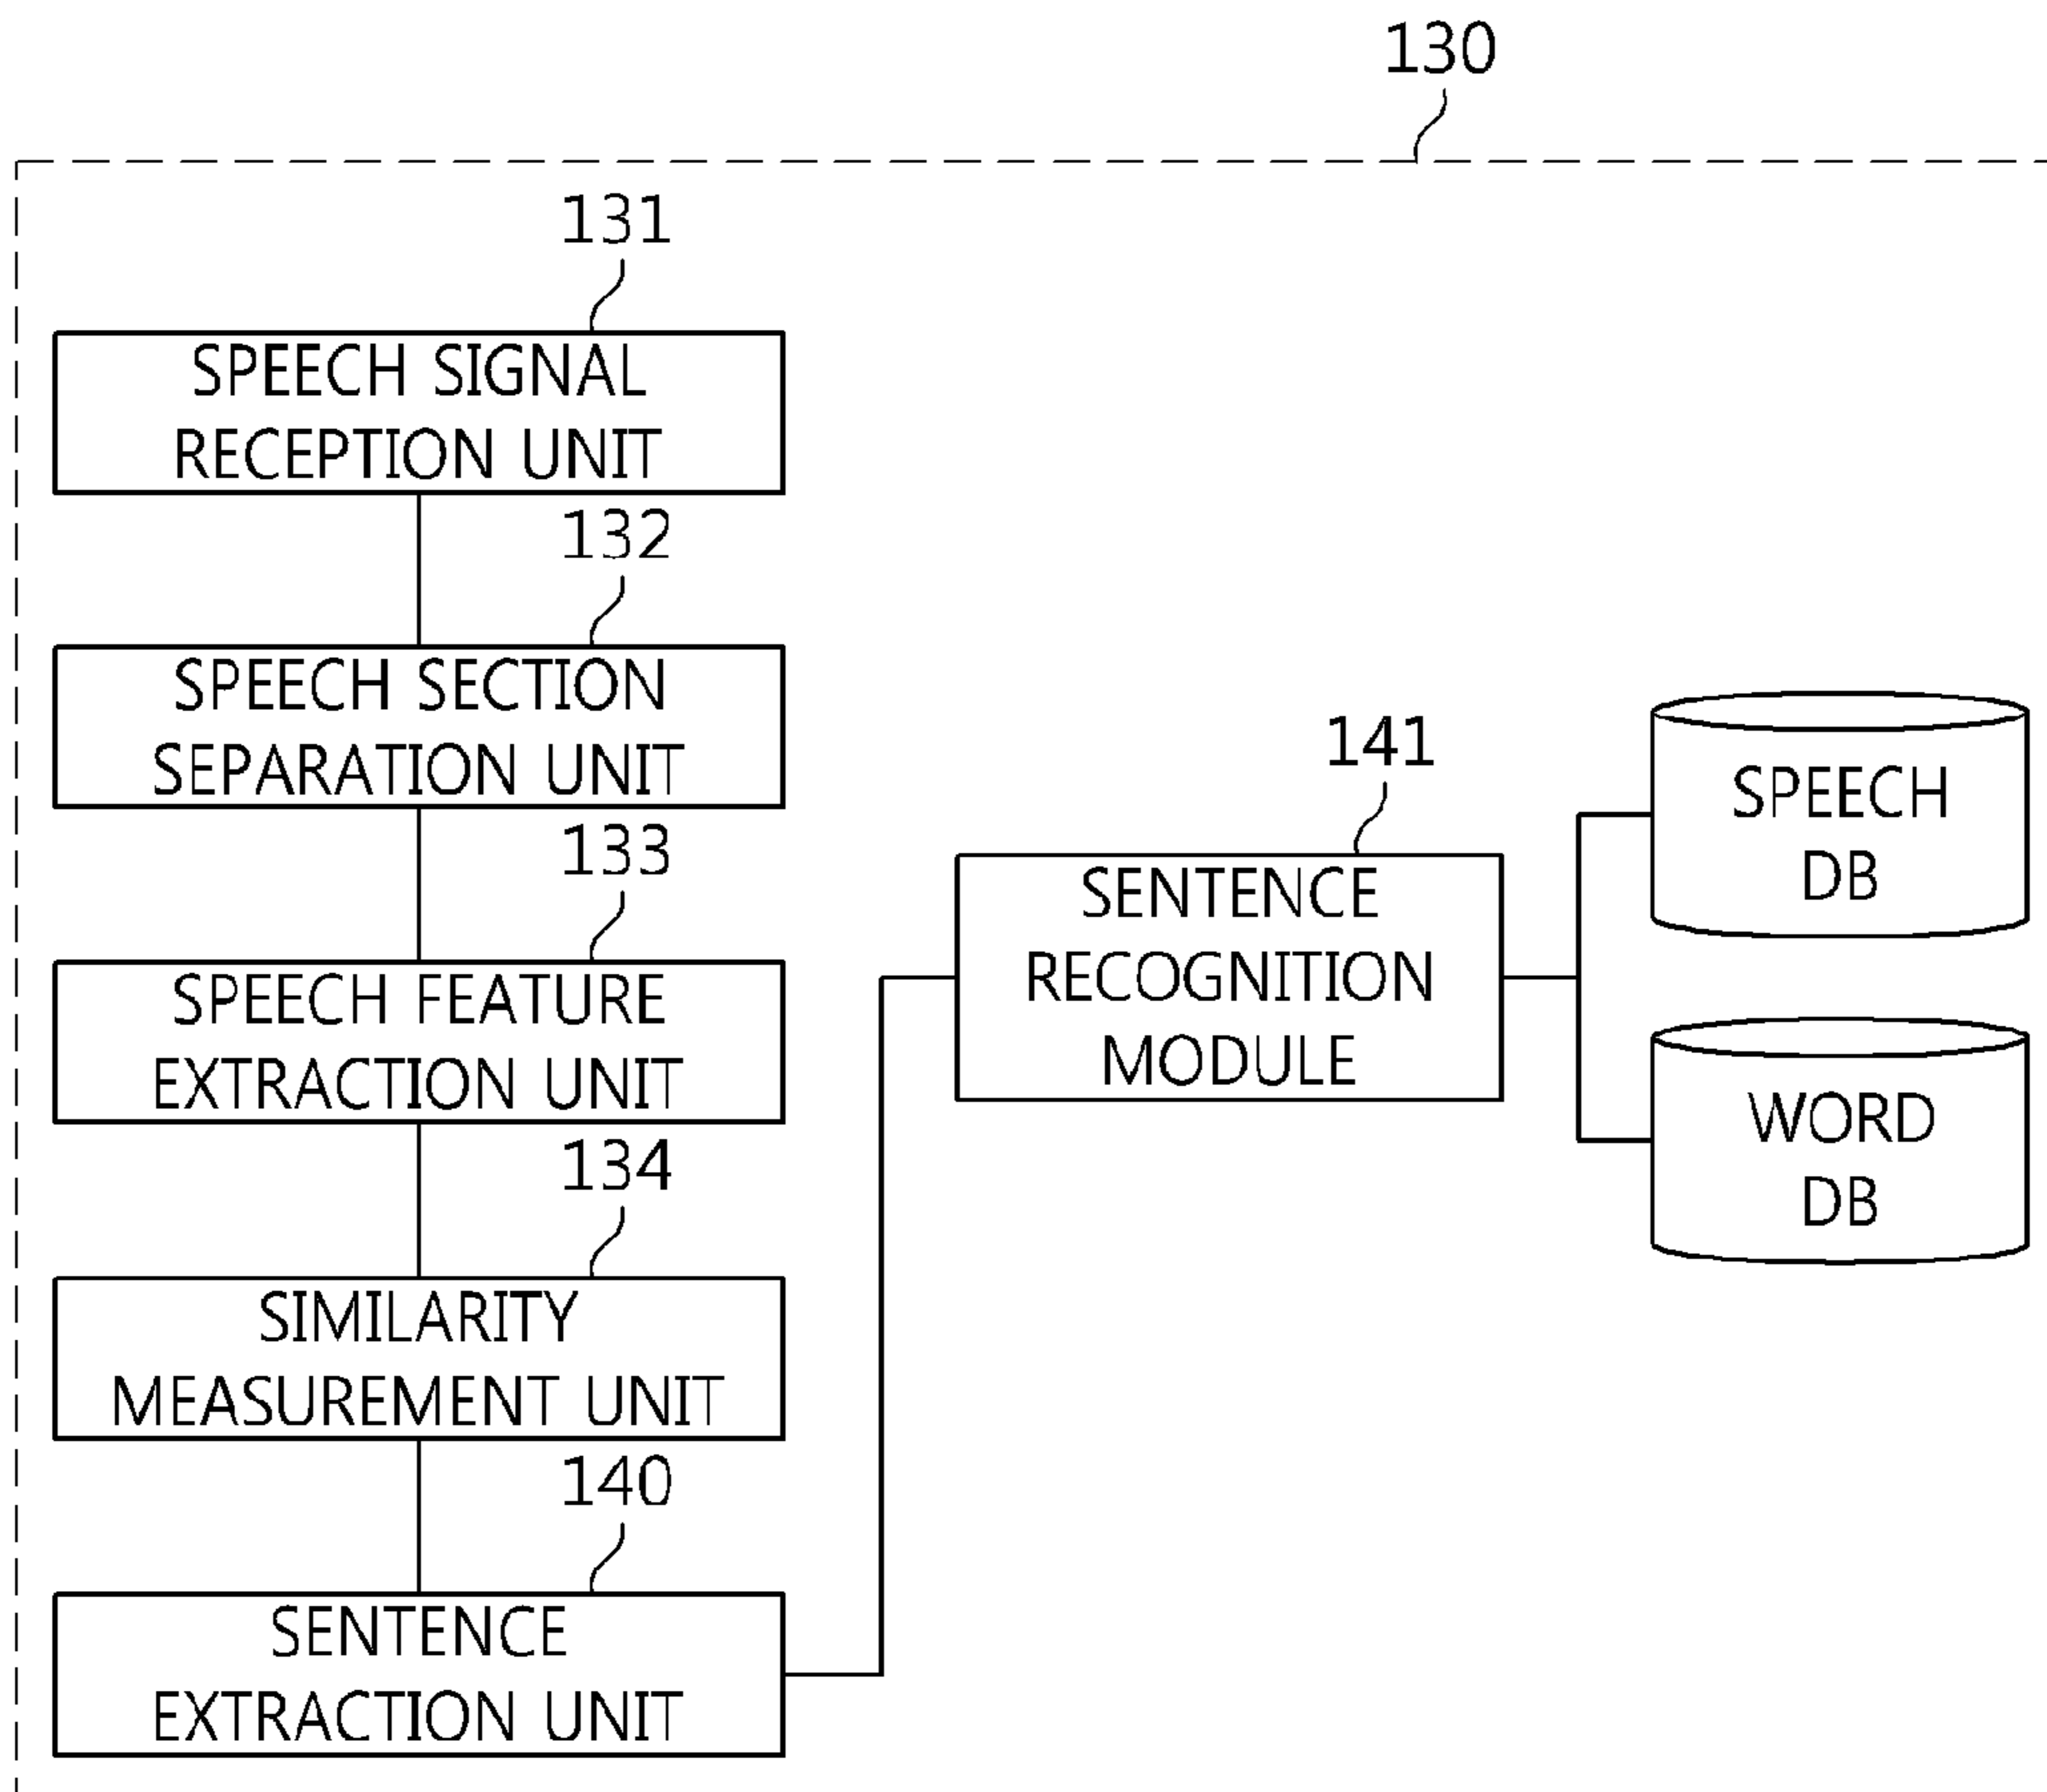 130
131
SPEECH SIGNAL
RECEPTION UNIT
132
SPEECH SECTION
SEPARATION UNIT
133
SPEECH FEATURE
EXTRACTION UNIT
134
SIMILARITY
MEASUREMENT UNIT
140
SENTENCE
EXTRACTION UNIT
141
SENTENCE
RECOGNITION
MODULE
SPEECH
DB
WORD
DB